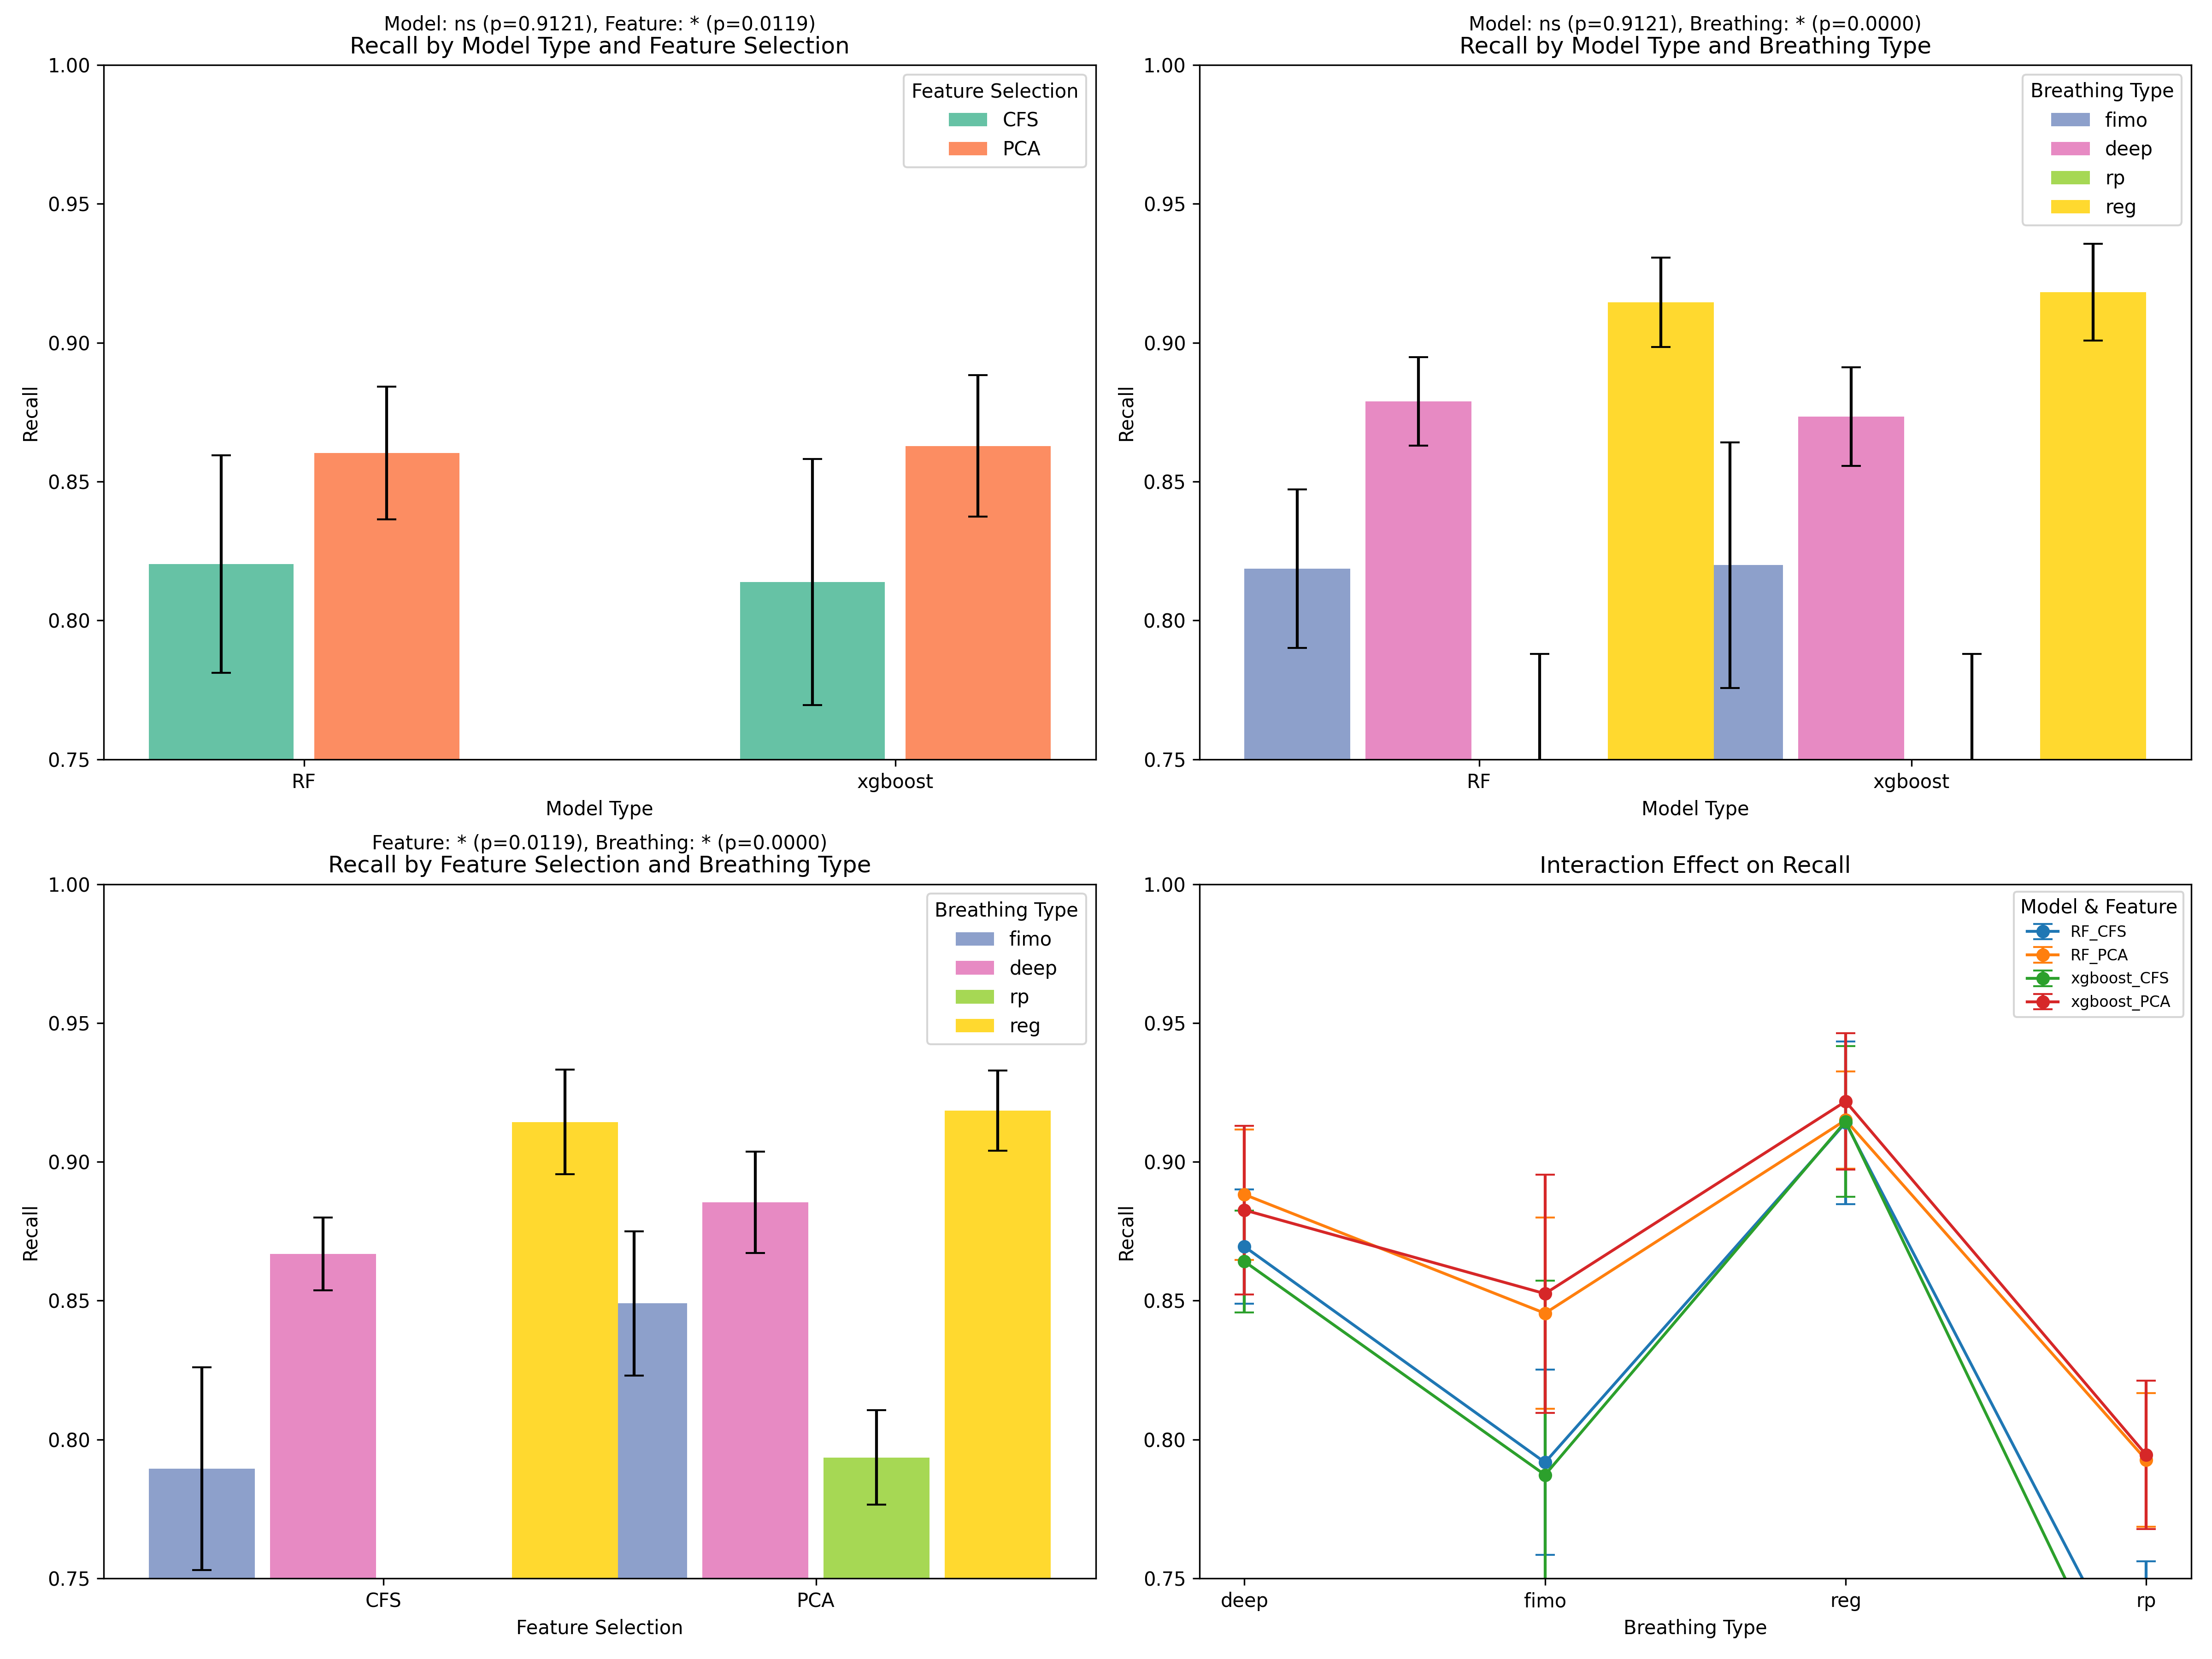 Model: ns (p=0.9121), Feature: * (p=0.0119)
Recall by Model Type and Feature Selection
1.00
0.95
0.90
0.85
0.80
0.75
Recall
Feature Selection
CFS
PCA
RF
xgboost
Model Type
Model: ns (p=0.9121), Breathing: * (p=0.0000)
Recall by Model Type and Breathing Type
1.00
0.95
0.90
0.85
0.80
0.75
Recall
Breathing Type
fimo
deep
rp
reg
RF
xgboost
Model Type
Feature: * (p=0.0119), Breathing: * (p=0.0000)
Recall by Feature Selection and Breathing Type
1.00
0.95
0.90
0.85
0.80
0.75
Recall
Breathing Type
fimo
deep
rp
reg
CFS
PCA
Feature Selection
Interaction Effect on Recall
1.00
0.95
0.90
0.85
0.80
0.75
Recall
Model & Feature
RF_CFS
RF_PCA
xgboost_CFS
xgboost_PCA
deep
fimo
reg
rp
Breathing Type